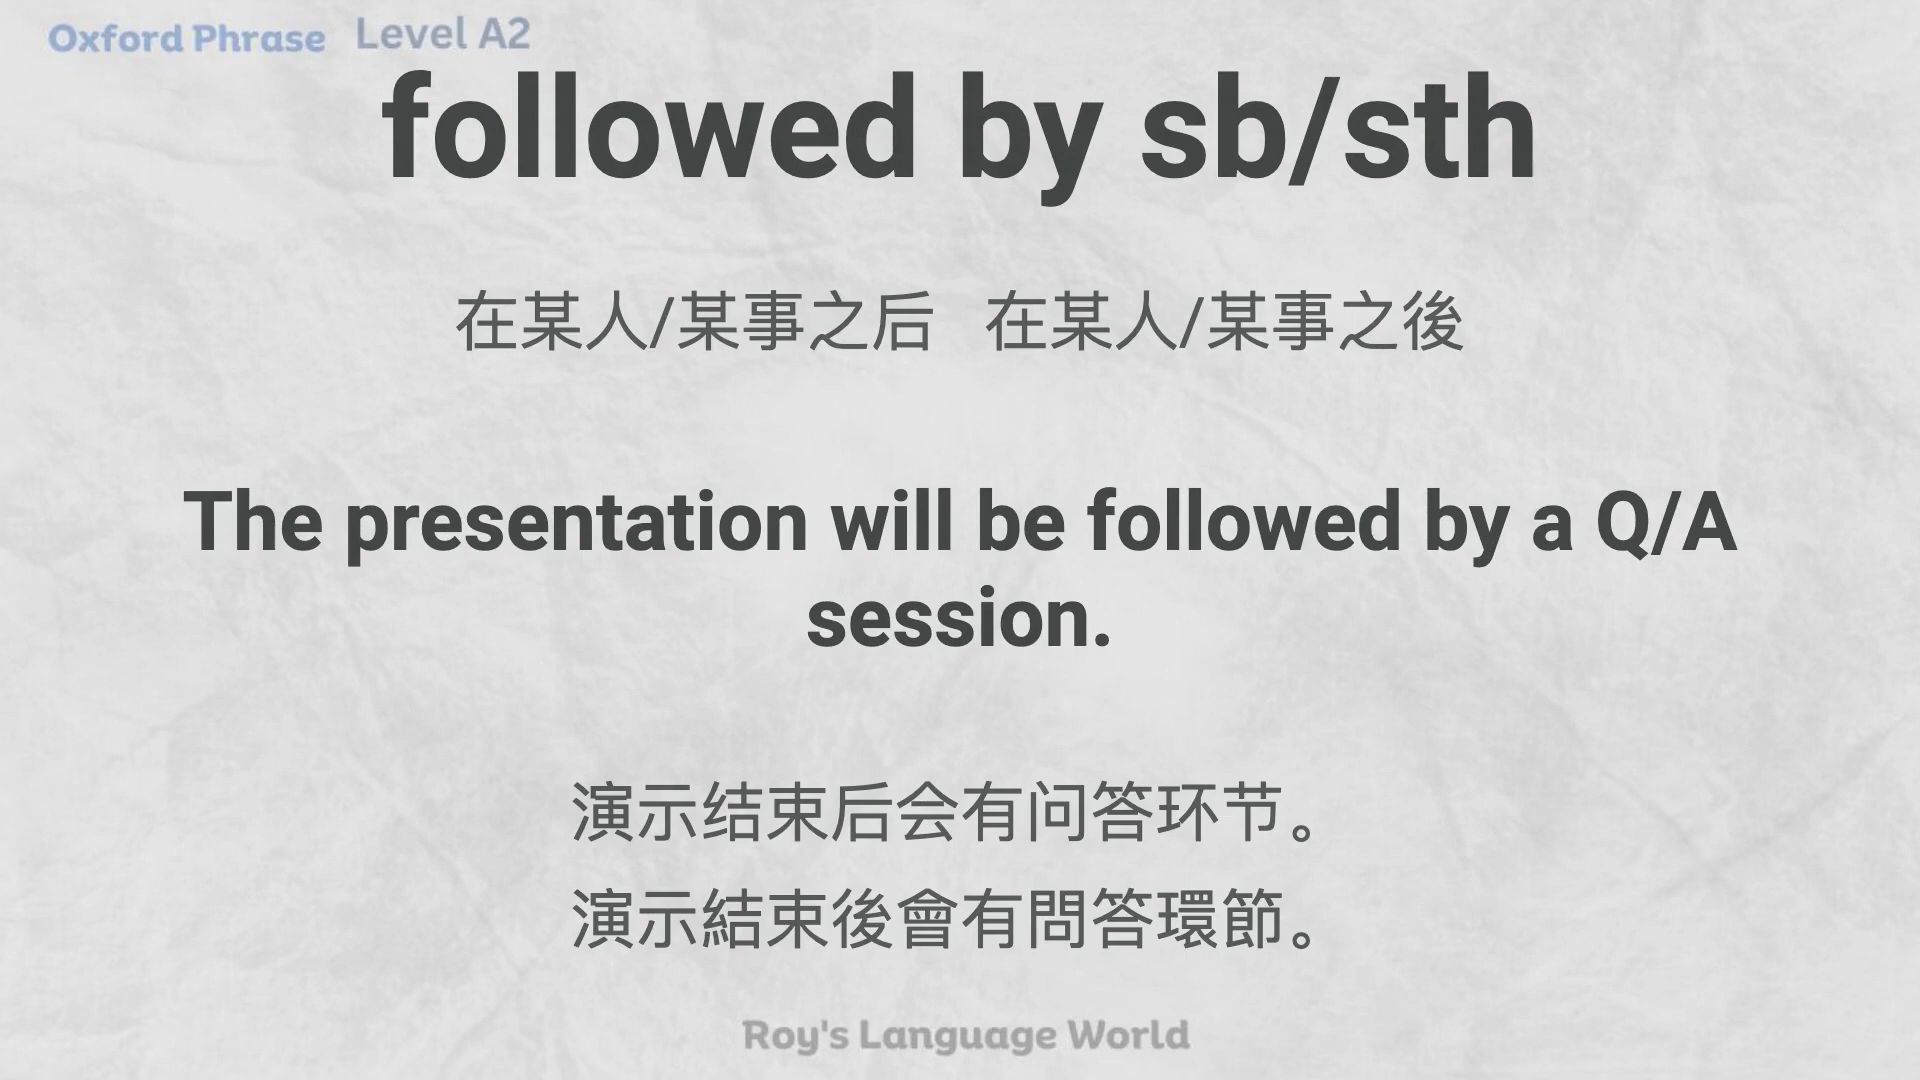 Oxford Phrase Level A2
followed by sb/sth
在某人/某事之后 在某人/某事之後
The presentation will be followed by a Q/A
session.
演示结束后会有问答环节。
演示結束後會有問答環節。
Roy's Language World